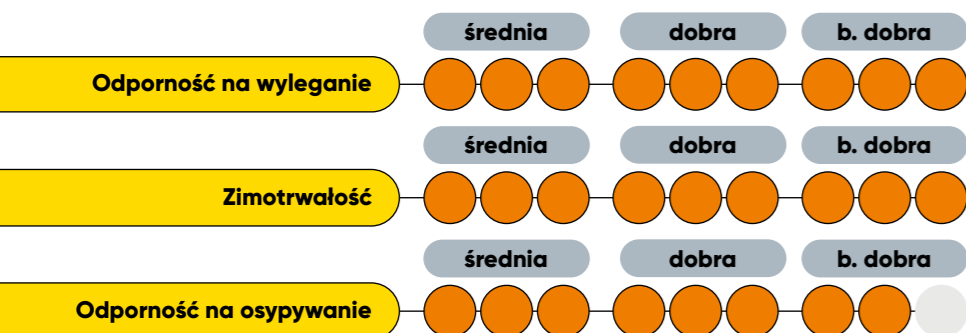 średnia dobra b. dobra
Odporność na wyleganie
średnia dobra b. dobra
Zimotrwałość
średnia dobra b. dobra
Odporność na osypywanie